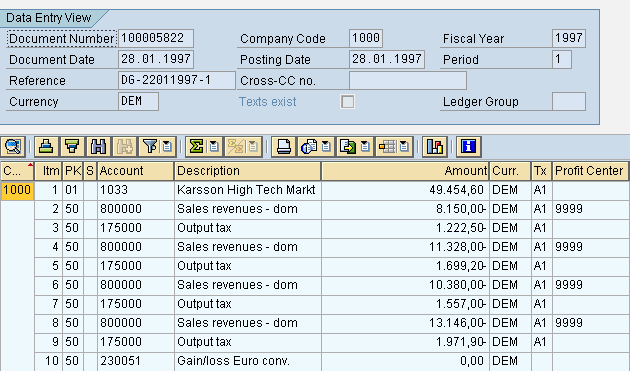 Data Entry View
Document Number 100005822 Company Code 1000 Fiscal Year 1997
Document Date 28.01.1997 Posting Date 28.01.1997 Period 1
Reference DG-22011997-1 Cross-CC no.
Currency DEM Texts exist Ledger Group
C... Itm PK S Account Description Amount Curr. Tx Profit Center
1000 1 01 1033 Karsson High Tech Markt 49.454,60 DEM A1
2 50 800000 Sales revenues - dom 8.150,00- DEM A1 9999
3 50 175000 Output tax 1.222,50- DEM A1
4 50 800000 Sales revenues - dom 11.328,00- DEM A1 9999
5 50 175000 Output tax 1.699,20- DEM A1
6 50 800000 Sales revenues - dom 10.380,00- DEM A1 9999
7 50 175000 Output tax 1.557,00- DEM A1
8 50 800000 Sales revenues - dom 13.146,00- DEM A1 9999
9 50 175000 Output tax 1.971,90- DEM A1
10 50 230051 Gain/loss Euro conv. 0,00 DEM